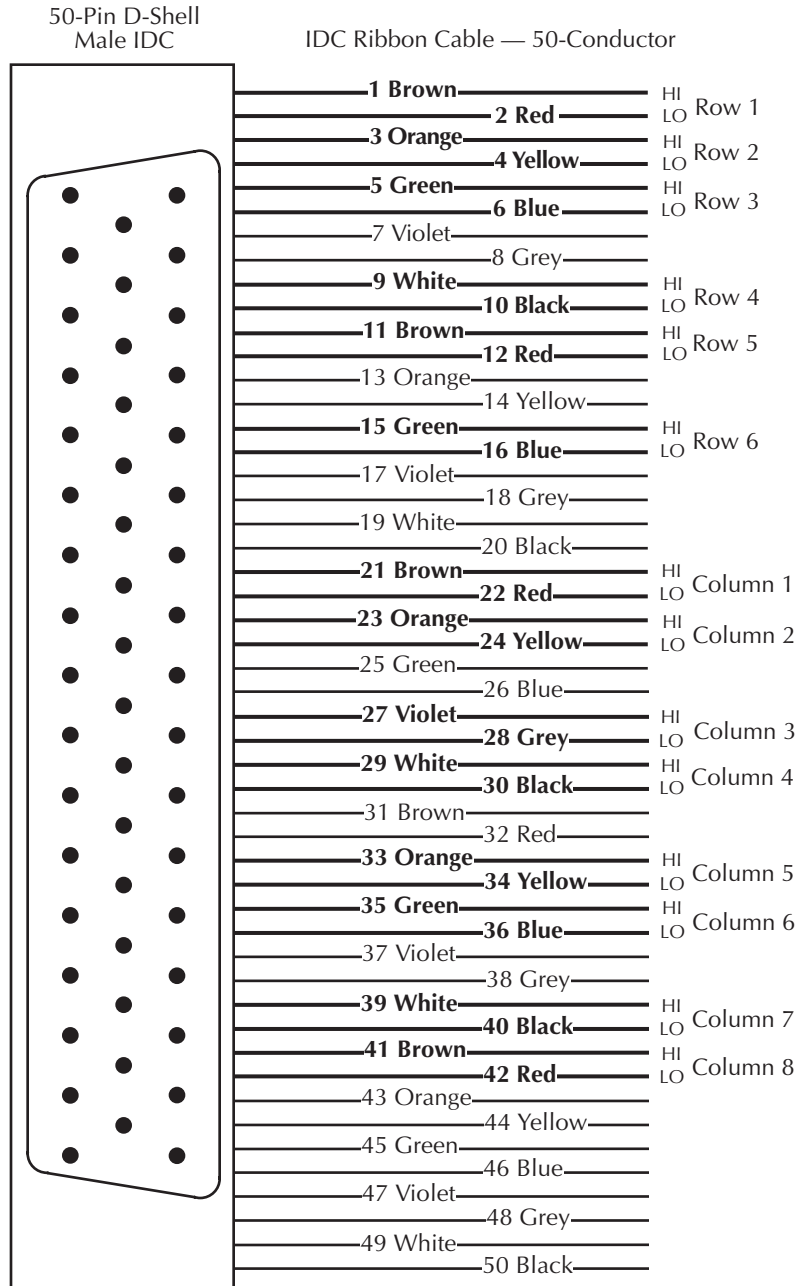 50-Pin D-Shell
Male IDC
IDC Ribbon Cable — 50-Conductor
1 Brown HI
2 Red LO Row 1
3 Orange HI
4 Yellow LO Row 2
5 Green HI
6 Blue LO Row 3
7 Violet
8 Grey
9 White HI
10 Black LO Row 4
11 Brown HI
12 Red LO Row 5
13 Orange
14 Yellow
15 Green HI
16 Blue LO Row 6
17 Violet
18 Grey
19 White
20 Black
21 Brown HI
22 Red LO Column 1
23 Orange HI
24 Yellow LO Column 2
25 Green
26 Blue
27 Violet HI
28 Grey LO Column 3
29 White HI
30 Black LO Column 4
31 Brown
32 Red
33 Orange HI
34 Yellow LO Column 5
35 Green HI
36 Blue LO Column 6
37 Violet
38 Grey
39 White HI
40 Black LO Column 7
41 Brown HI
42 Red LO Column 8
43 Orange
44 Yellow
45 Green
46 Blue
47 Violet
48 Grey
49 White
50 Black